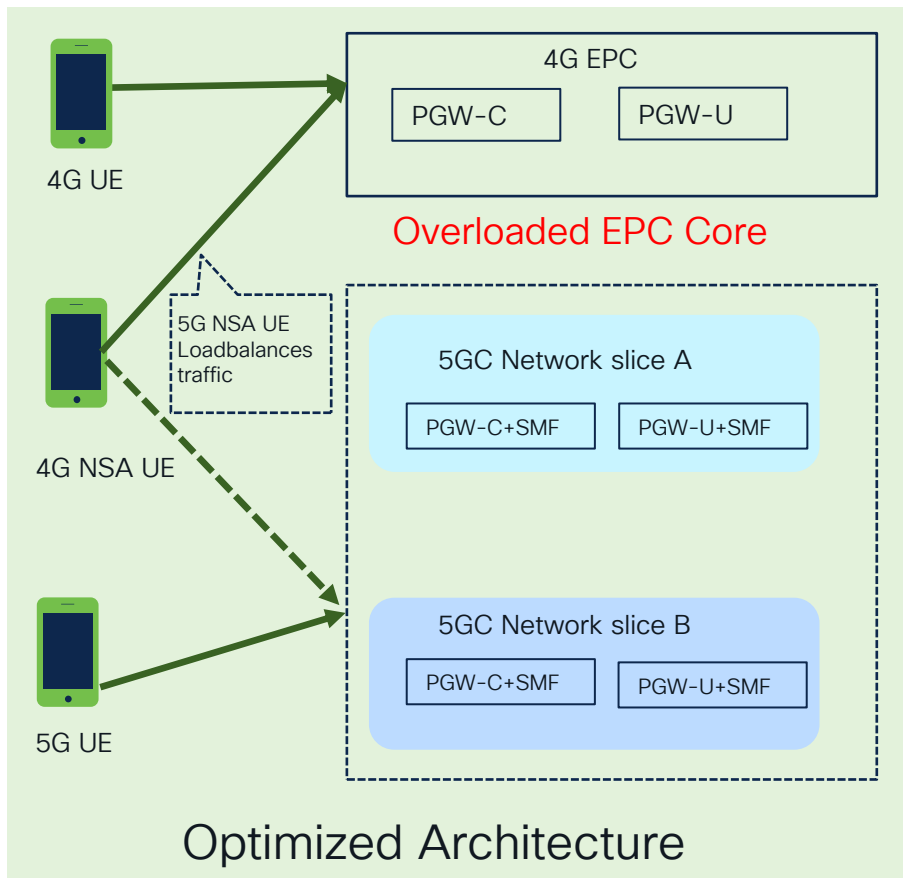 4G EPC
PGW-C
PGW-U
4G UE
Overloaded EPC Core
5G NSA UE
Loadbalances
traffic
5GC Network slice A
PGW-C+SMF
PGW-U+SMF
4G NSA UE
5GC Network slice B
PGW-C+SMF
PGW-U+SMF
5G UE
Optimized Architecture